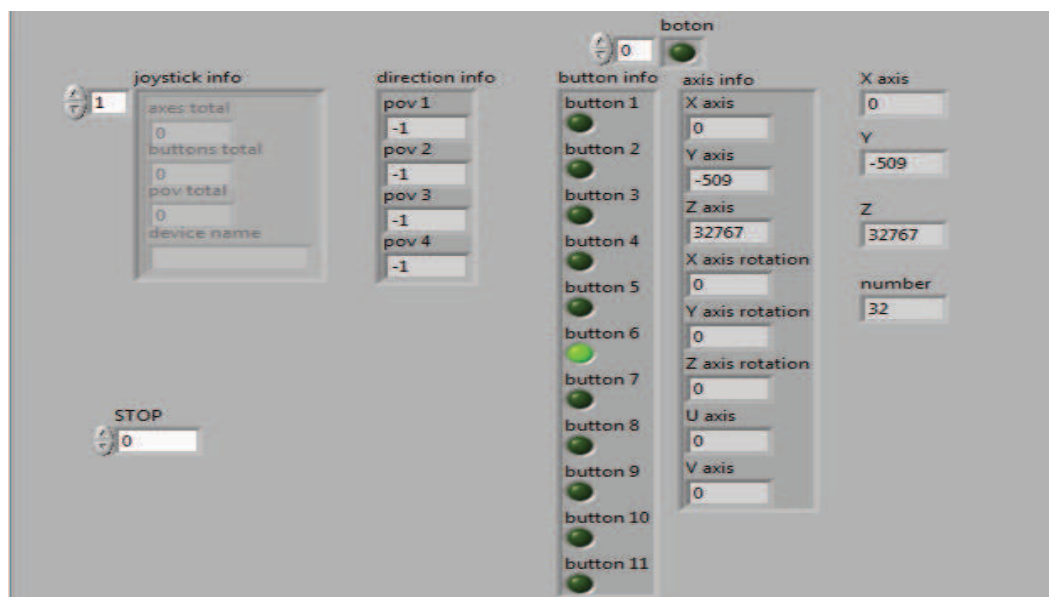 boton
0
joystick info
1
axes total
0
buttons total
0
pov total
0
device name
direction info
pov 1
-1
pov 2
-1
pov 3
-1
pov 4
-1
button info
button 1
button 2
button 3
button 4
button 5
button 6
button 7
button 8
button 9
button 10
button 11
axis info
X axis
0
Y axis
-509
Z axis
32767
X axis rotation
0
Y axis rotation
0
Z axis rotation
0
U axis
0
V axis
0
X axis
0
Y
-509
Z
32767
number
32
STOP
0